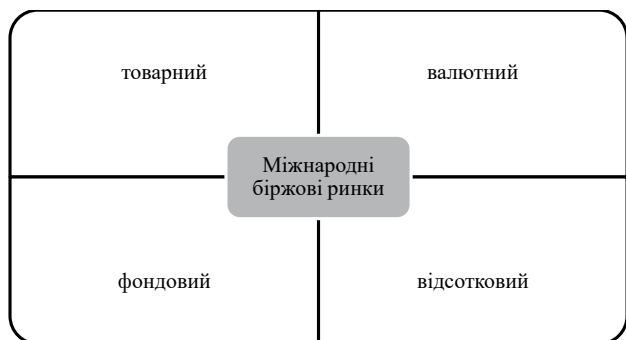 товарний
валютний
Міжнародні
біржові ринки
фондовий
відсотковий